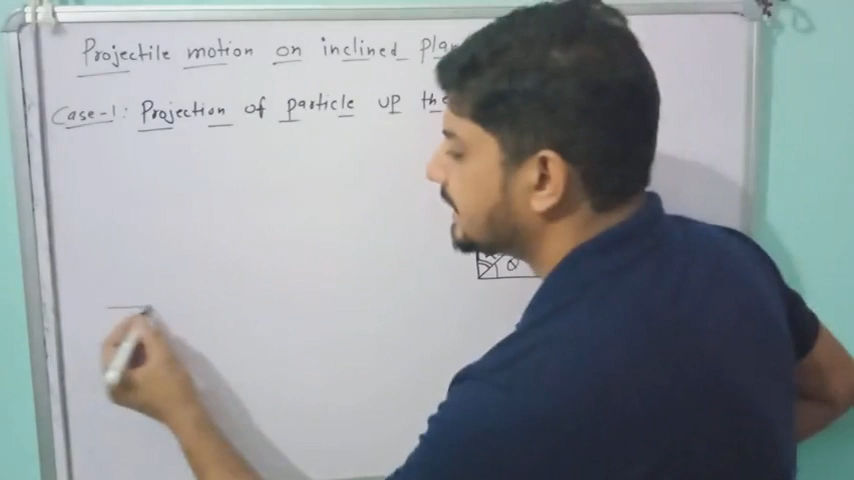 Projectile motion on inclined
Case-1: Projection of particle up